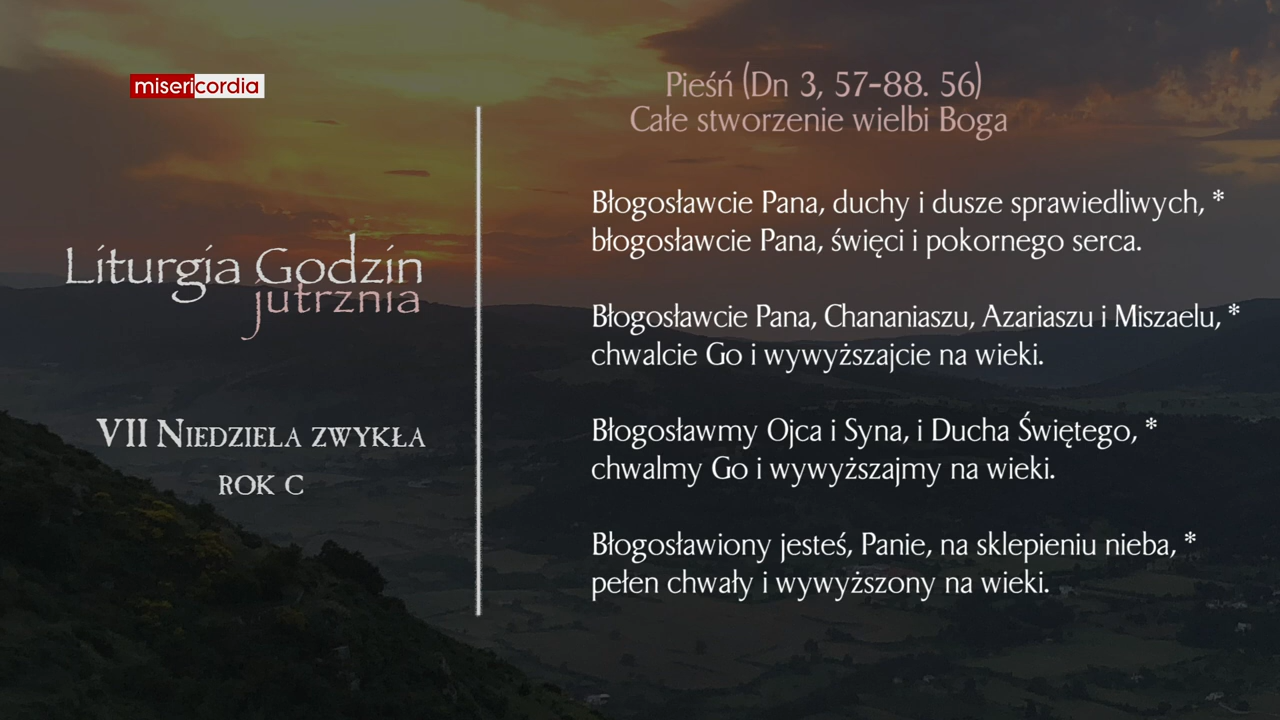 misericordia
Liturgia Godzin
jutrznia
VII Niedziela zwykła
rok C
Pieśń (Dn 3, 57-88. 56)
Całe stworzenie wielbi Boga
Błogosławcie Pana, duchy i dusze sprawiedliwych, *
błogosławcie Pana, święci i pokornego serca.
Błogosławcie Pana, Chananiaszu, Azariaszu i Miszaelu, *
chwalcie Go i wywyższajcie na wieki.
Błogosławmy Ojca i Syna, i Ducha Świętego, *
chwalmy Go i wywyższajmy na wieki.
Błogosławiony jesteś, Panie, na sklepieniu nieba, *
pełen chwały i wywyższony na wieki.